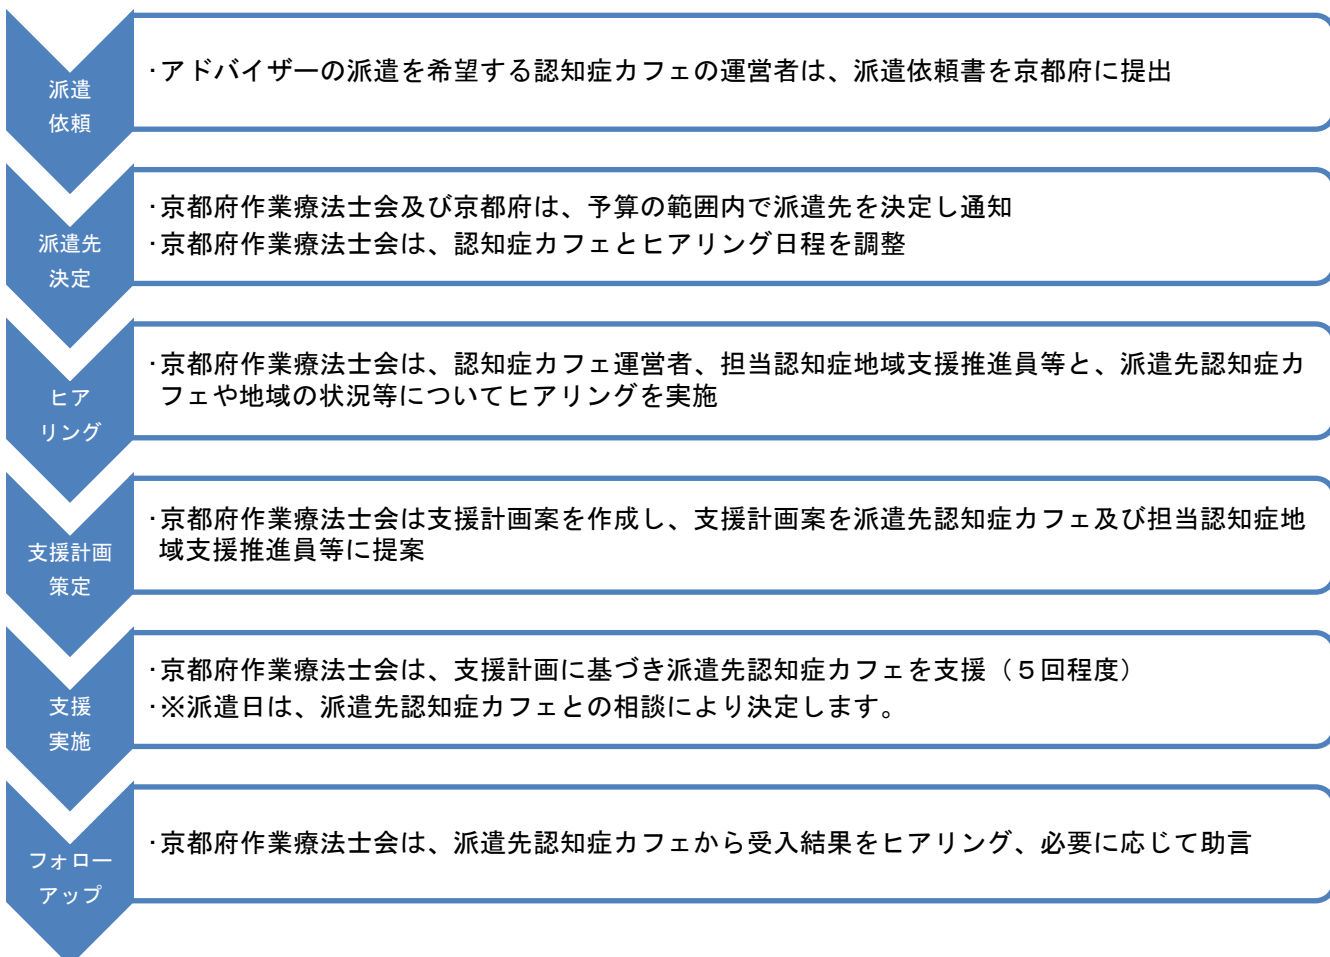 派遣
依頼
・アドバイザーの派遣を希望する認知症カフェの運営者は、派遣依頼書を京都府に提出
派遣先
決定
・京都府作業療法士会及び京都府は、予算の範囲内で派遣先を決定し通知
・京都府作業療法士会は、認知症カフェとヒアリング日程を調整
ヒア
リング
・京都府作業療法士会は、認知症カフェ運営者、担当認知症地域支援推進員等と、派遣先認知症カ
フェや地域の状況等についてヒアリングを実施
支援計画
策定
・京都府作業療法士会は支援計画案を作成し、支援計画案を派遣先認知症カフェ及び担当認知症地
域支援推進員等に提案
支援
実施
・京都府作業療法士会は、支援計画に基づき派遣先認知症カフェを支援（５回程度）
・※派遣日は、派遣先認知症カフェとの相談により決定します。
フォロー
アップ
・京都府作業療法士会は、派遣先認知症カフェから受入結果をヒアリング、必要に応じて助言